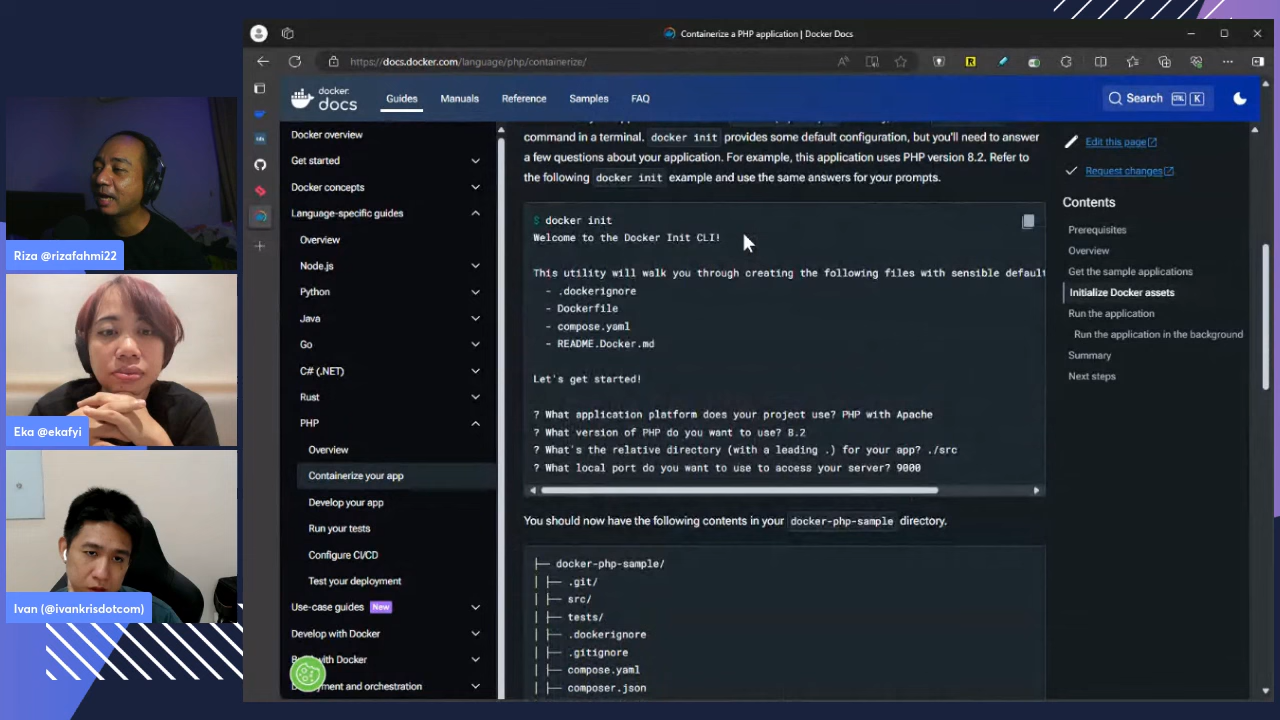 Containerize a PHP application | Docker Docs
https://docs.docker.com/language/php/containerize/
docker docs
Guides
Manuals
Reference
Samples
FAQ
Search
CTRL
K
Riza @rizafahmi22
Eka @ekafyi
Ivan (@ivankrisdotcom)
Docker overview
Get started
Docker concepts
Language-specific guides
Overview
Node.js
Python
Java
Go
C# (.NET)
Rust
PHP
Overview
Containerize your app
Develop your app
Run your tests
Configure CI/CD
Test your deployment
Use-case guides New
Develop with Docker
with Docker
and orchestration
command in a terminal. docker init provides some default configuration, but you'll need to answer
a few questions about your application. For example, this application uses PHP version 8.2. Refer to
the following docker init example and use the same answers for your prompts.
$ docker init
Welcome to the Docker Init CLI!
This utility will walk you through creating the following files with sensible default
- .dockerignore
- Dockerfile
- compose.yaml
- README.Docker.md
Let's get started!
? What application platform does your project use? PHP with Apache
? What version of PHP do you want to use? 8.2
? What's the relative directory (with a leading .) for your app? ./src
? What local port do you want to use to access your server? 9000
You should now have the following contents in your docker-php-sample directory.
├── docker-php-sample/
│ ├── .git/
│ ├── src/
│ ├── tests/
│ ├── .dockerignore
│ ├── .gitignore
│ ├── compose.yaml
│ ├── composer.json
Edit this page
Request changes
Contents
Prerequisites
Overview
Get the sample applications
Initialize Docker assets
Run the application
Run the application in the background
Summary
Next steps